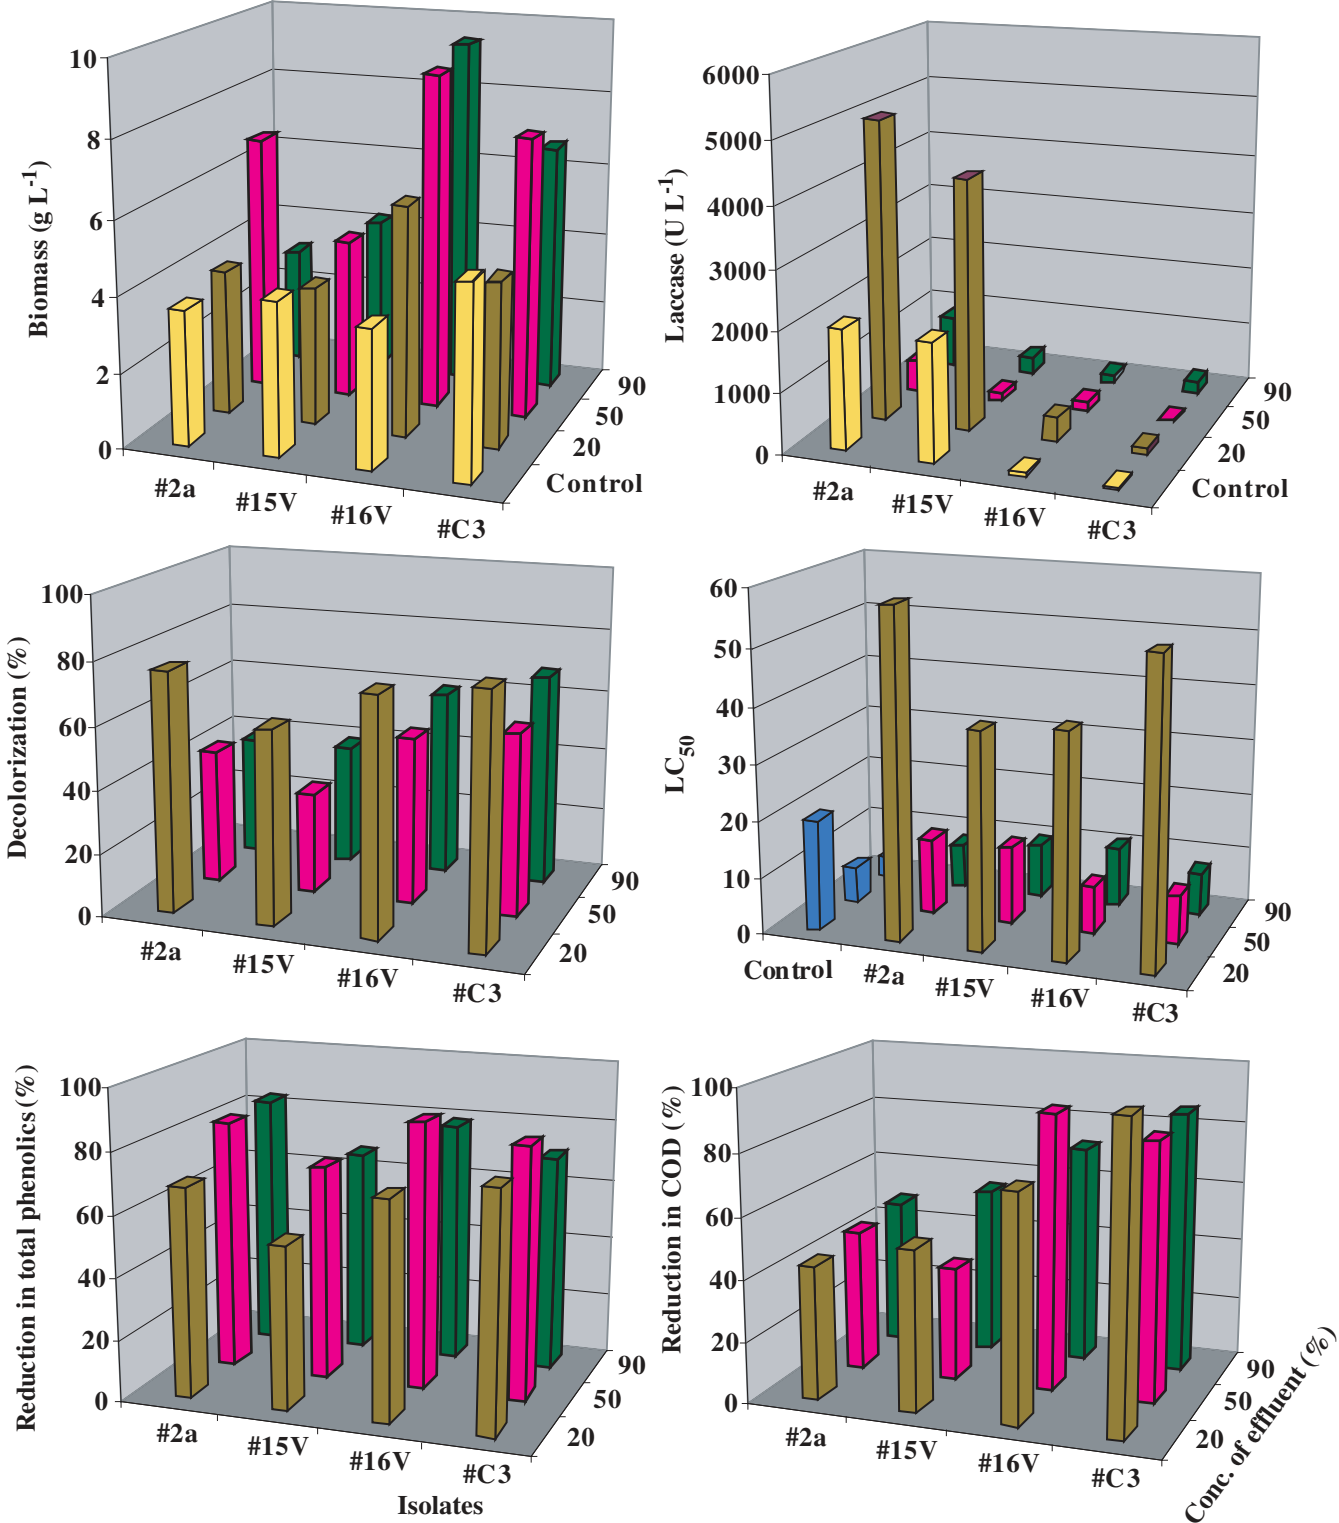 Biomass (g L-1)
10
8
6
4
2
0
#2a
#15V
#16V
#C3
Control
20
50
90
Laccase (U L-1)
6000
5000
4000
3000
2000
1000
0
#2a
#15V
#16V
#C3
Control
20
50
90
Decolorization (%)
100
80
60
40
20
0
#2a
#15V
#16V
#C3
20
50
90
LC50
60
50
40
30
20
10
0
Control
#2a
#15V
#16V
#C3
20
50
90
Reduction in total phenolics (%)
100
80
60
40
20
0
#2a
#15V
#16V
#C3
20
50
90
Isolates
Reduction in COD (%)
100
80
60
40
20
0
#2a
#15V
#16V
#C3
20
50
90
Conc. of effluent (%)